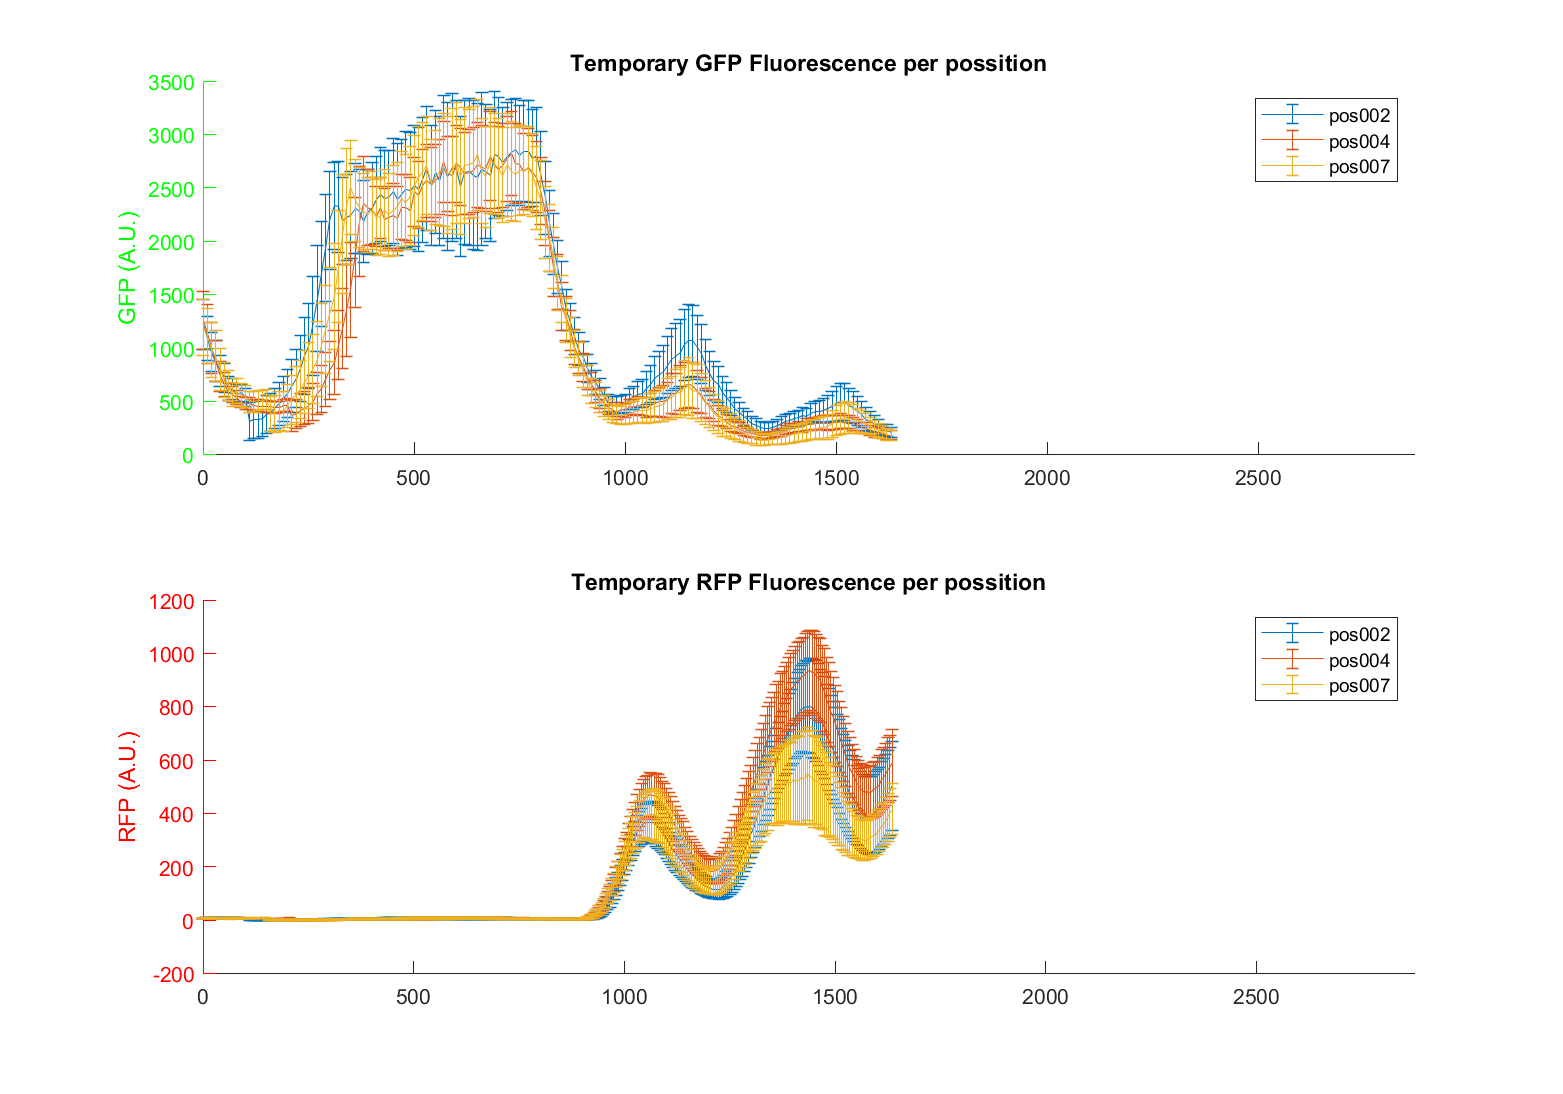 Temporary GFP Fluorescence per possition
GFP (A.U.)
3500
3000
2500
2000
1500
1000
500
0
0 500 1000 1500 2000 2500
pos002
pos004
pos007
Temporary RFP Fluorescence per possition
RFP (A.U.)
1200
1000
800
600
400
200
0
-200
0 500 1000 1500 2000 2500
pos002
pos004
pos007